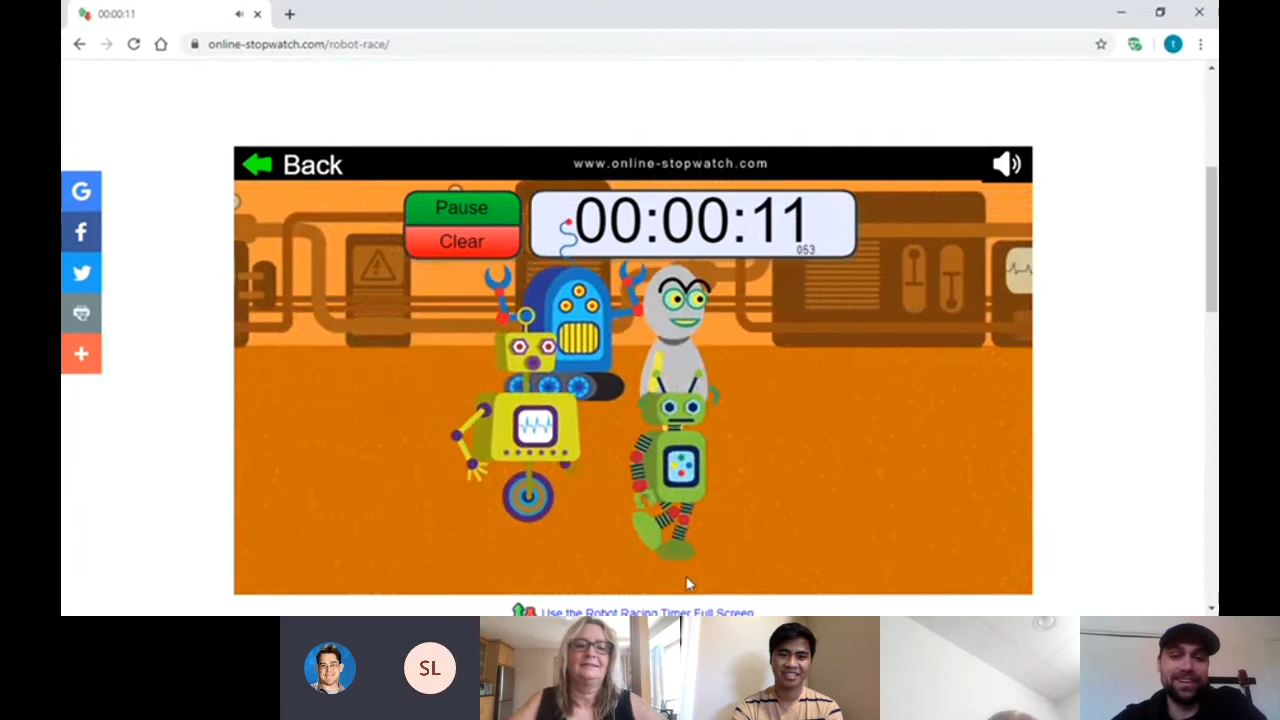 00:00:11
online-stopwatch.com/robot-race/
t
G
f
Back
www.online-stopwatch.com
Pause
00:00:11
053
Clear
Use the Robot Racing Timer Full Screen
SL